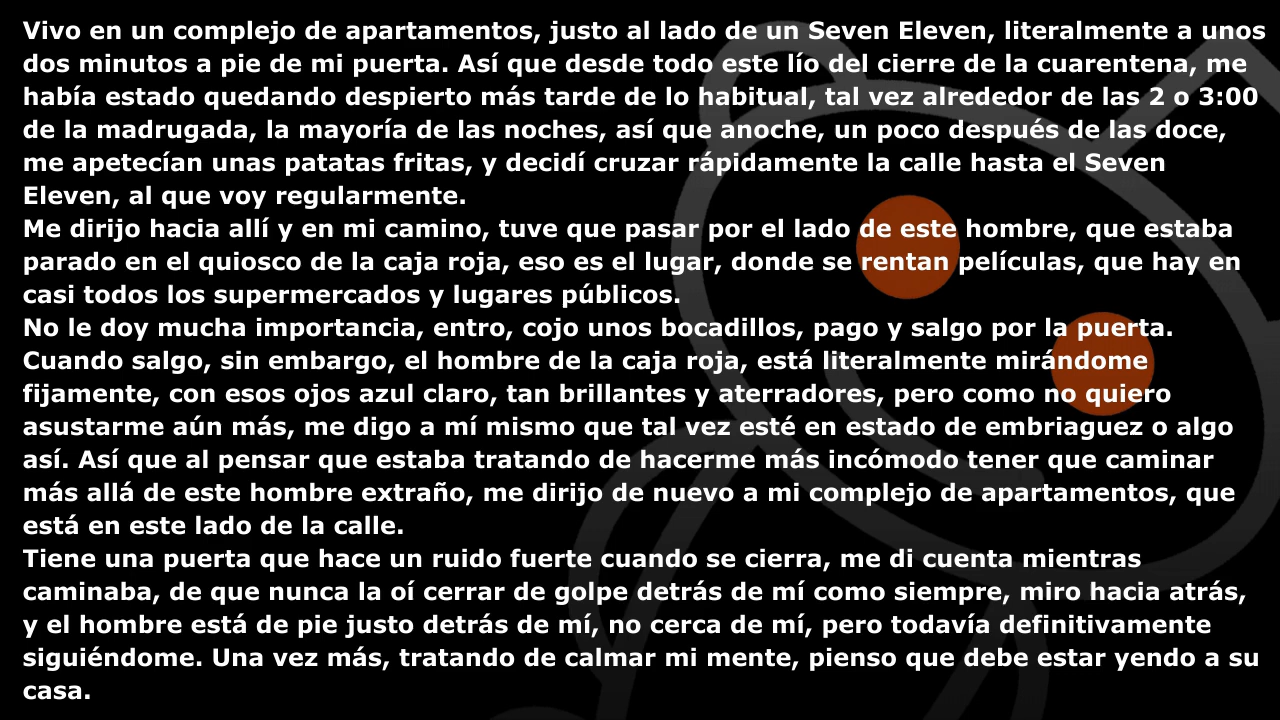 Vivo en un complejo de apartamentos, justo al lado de un Seven Eleven, literalmente a unos
dos minutos a pie de mi puerta. Así que desde todo este lío del cierre de la cuarentena, me
había estado quedando despierto más tarde de lo habitual, tal vez alrededor de las 2 o 3:00
de la madrugada, la mayoría de las noches, así que anoche, un poco después de las doce,
me apetecían unas patatas fritas, y decidí cruzar rápidamente la calle hasta el Seven
Eleven, al que voy regularmente.
Me dirijo hacia allí y en mi camino, tuve que pasar por el lado de este hombre, que estaba
parado en el quiosco de la caja roja, eso es el lugar, donde se rentan películas, que hay en
casi todos los supermercados y lugares públicos.
No le doy mucha importancia, entro, cojo unos bocadillos, pago y salgo por la puerta.
Cuando salgo, sin embargo, el hombre de la caja roja, está literalmente mirándome
fijamente, con esos ojos azul claro, tan brillantes y aterradores, pero como no quiero
asustarme aún más, me digo a mí mismo que tal vez esté en estado de embriaguez o algo
así. Así que al pensar que estaba tratando de hacerme más incómodo tener que caminar
más allá de este hombre extraño, me dirijo de nuevo a mi complejo de apartamentos, que
está en este lado de la calle.
Tiene una puerta que hace un ruido fuerte cuando se cierra, me di cuenta mientras
caminaba, de que nunca la oí cerrar de golpe detrás de mí como siempre, miro hacia atrás,
y el hombre está de pie justo detrás de mí, no cerca de mí, pero todavía definitivamente
siguiéndome. Una vez más, tratando de calmar mi mente, pienso que debe estar yendo a su
casa.